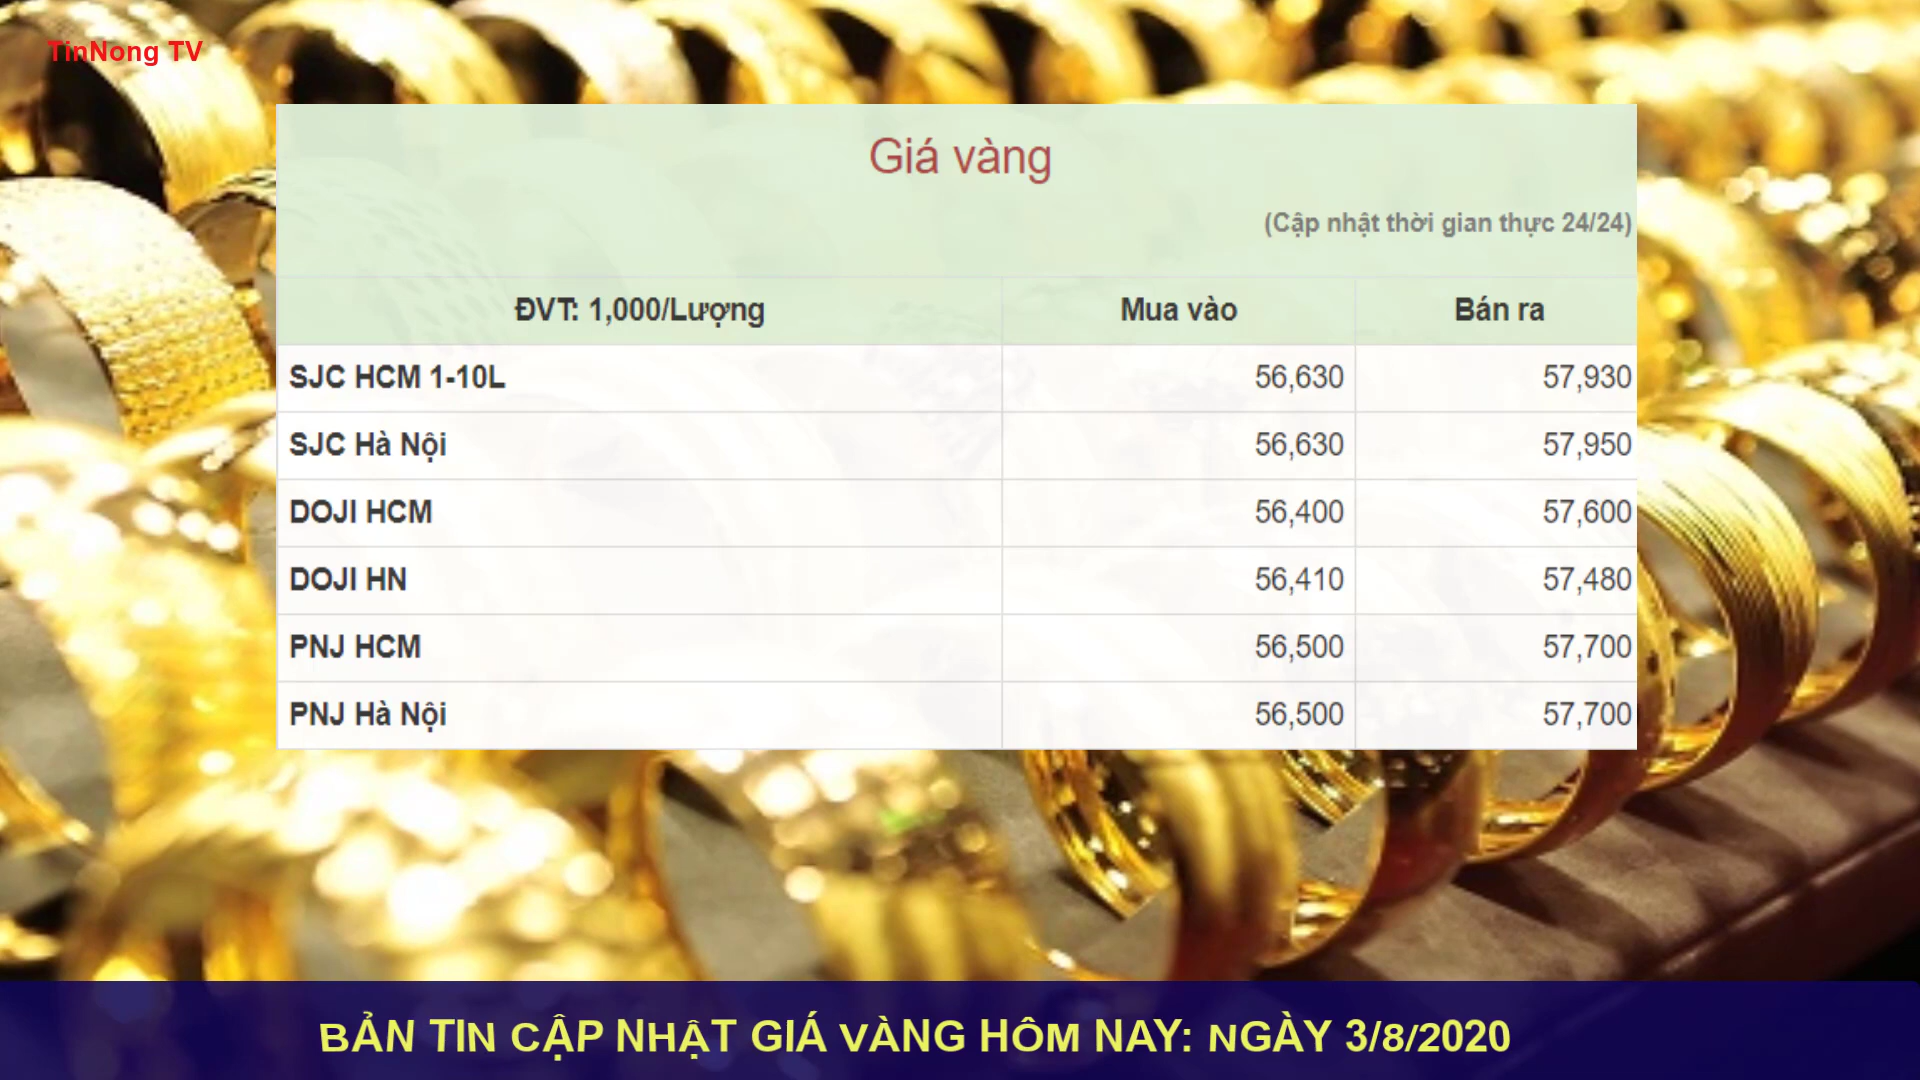 TinNong TV
Giá vàng
(Cập nhật thời gian thực 24/24)
ĐVT: 1,000/Lượng Mua vào Bán ra
SJC HCM 1-10L 56,630 57,930
SJC Hà Nội 56,630 57,950
DOJI HCM 56,400 57,600
DOJI HN 56,410 57,480
PNJ HCM 56,500 57,700
PNJ Hà Nội 56,500 57,700
BẢN TIN CẬP NHẬT GIÁ VÀNG HÔM NAY: NGÀY 3/8/2020